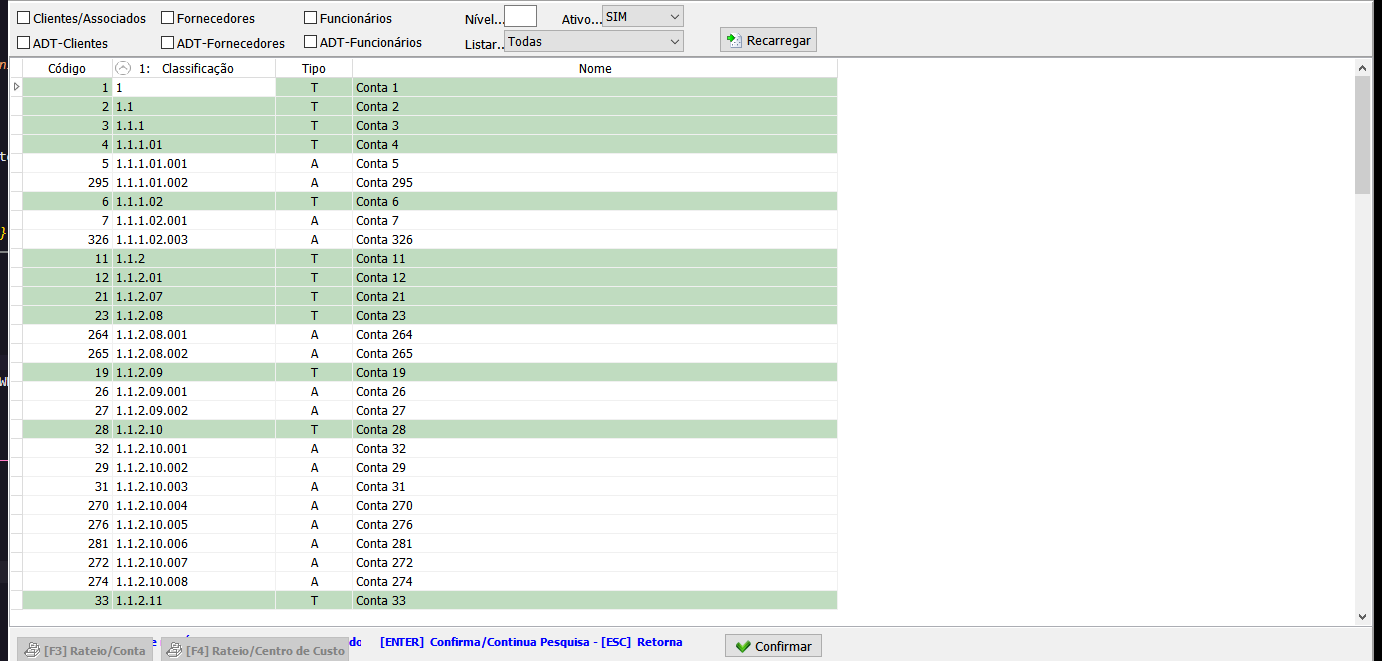 Clientes/Associados Fornecedores Funcionários Nível... Ativo... SIM
ADT-Clientes ADT-Fornecedores ADT-Funcionários Listar.. Todas Recarregar
Código 1: Classificação Tipo Nome
1 1 T Conta 1
2 1.1 T Conta 2
3 1.1.1 T Conta 3
4 1.1.1.01 T Conta 4
5 1.1.1.01.001 A Conta 5
295 1.1.1.01.002 A Conta 295
6 1.1.1.02 T Conta 6
7 1.1.1.02.001 A Conta 7
326 1.1.1.02.003 A Conta 326
11 1.1.2 T Conta 11
12 1.1.2.01 T Conta 12
21 1.1.2.07 T Conta 21
23 1.1.2.08 T Conta 23
264 1.1.2.08.001 A Conta 264
265 1.1.2.08.002 A Conta 265
19 1.1.2.09 T Conta 19
26 1.1.2.09.001 A Conta 26
27 1.1.2.09.002 A Conta 27
28 1.1.2.10 T Conta 28
32 1.1.2.10.001 A Conta 32
29 1.1.2.10.002 A Conta 29
31 1.1.2.10.003 A Conta 31
270 1.1.2.10.004 A Conta 270
276 1.1.2.10.005 A Conta 276
281 1.1.2.10.006 A Conta 281
272 1.1.2.10.007 A Conta 272
274 1.1.2.10.008 A Conta 274
33 1.1.2.11 T Conta 33
do [ENTER] Confirma/Continua Pesquisa - [ESC] Retorna
[F3] Rateio/Conta [F4] Rateio/Centro de Custo Confirmar